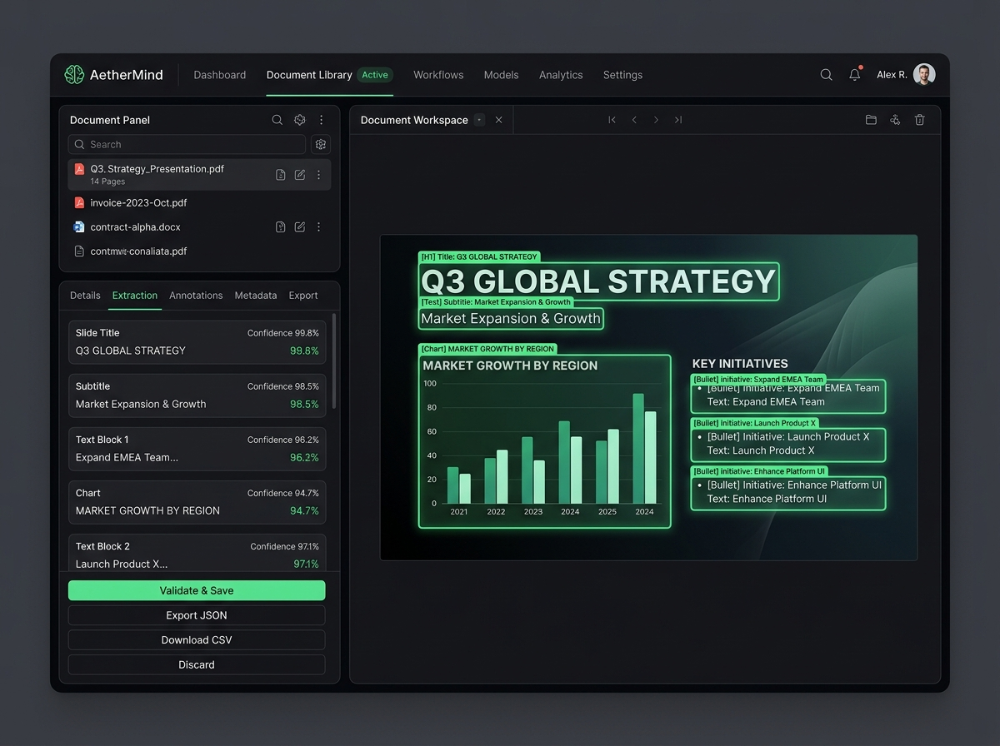 AetherMind
Dashboard
Document Library
Active
Workflows
Models
Analytics
Settings
Alex R.
Document Panel
Search
Q3. Strategy_Presentation.pdf
14 Pages
invoice-2023-Oct.pdf
contract-alpha.docx
Details
Extraction
Annotations
Metadata
Export
Slide Title
Confidence 99.8%
Q3 GLOBAL STRATEGY
99.8%
Subtitle
Confidence 98.5%
Market Expansion & Growth
98.5%
Text Block 1
Confidence 96.2%
Expand EMEA Team...
96.2%
Chart
Confidence 94.7%
MARKET GROWTH BY REGION
94.7%
Text Block 2
Confidence 97.1%
Launch Product X...
97.1%
Validate & Save
Export JSON
Download CSV
Discard
Document Workspace
[H1] Title: Q3 GLOBAL STRATEGY
Q3 GLOBAL STRATEGY
[Test] Subtitle: Market Expansion & Growth
Market Expansion & Growth
[Chart] MARKET GROWTH BY REGION
MARKET GROWTH BY REGION
100
80
60
40
20
0
2021 2022 2023 2024 2025 2024
KEY INITIATIVES
[Bullet] initiative: Sxpand EMEA Team
• [Bullet] Initiative: Expand EMEA Team
Text: Expand EMEA Team
[Bullet] Initiative: Launch Product X
• [Bullet] Initiative: Launch Product X
Text: Launch Product X
[Bullet] initiative: Enhance Platform UI
• [Bullet] Initiative: Enhance Platform UI
Text: Enhance Platform UI